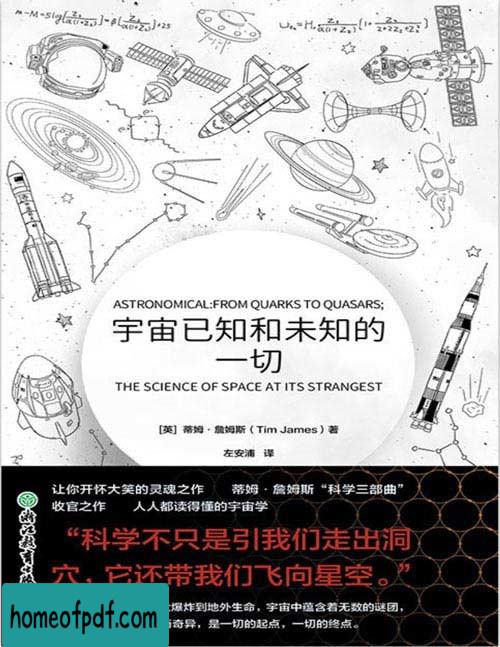 ASTRONOMICAL:FROM QUARKS TO QUASARS;
宇宙已知和未知的
一切
THE SCIENCE OF SPACE AT ITS STRANGEST
[英] 蒂姆·詹姆斯（Tim James）著
左安浦 译
让你开怀大笑的灵魂之作 蒂姆·詹姆斯“科学三部曲”
收官之作 人人都读得懂的宇宙学
“科学不只是引我们走出洞
穴，它还带我们飞向星空。”
爆炸到地外生命，宇宙中蕴含着无数的谜团，
奇异，是一切的起点，一切的终点。
浙江教育
homeofpdf.com